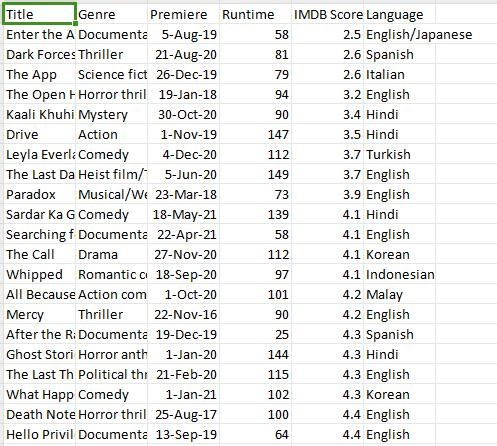 Title Genre Premiere Runtime IMDB Score Language
Enter the A Documenta 5-Aug-19 58 2.5 English/Japanese
Dark Forces Thriller 21-Aug-20 81 2.6 Spanish
The App Science fict 26-Dec-19 79 2.6 Italian
The Open H Horror thril 19-Jan-18 94 3.2 English
Kaali Khuhi Mystery 30-Oct-20 90 3.4 Hindi
Drive Action 1-Nov-19 147 3.5 Hindi
Leyla Everla Comedy 4-Dec-20 112 3.7 Turkish
The Last Da Heist film/T 5-Jun-20 149 3.7 English
Paradox Musical/We 23-Mar-18 73 3.9 English
Sardar Ka G Comedy 18-May-21 139 4.1 Hindi
Searching f Documenta 22-Apr-21 58 4.1 English
The Call Drama 27-Nov-20 112 4.1 Korean
Whipped Romantic co 18-Sep-20 97 4.1 Indonesian
All Because Action com 1-Oct-20 101 4.2 Malay
Mercy Thriller 22-Nov-16 90 4.2 English
After the Ra Documenta 19-Dec-19 25 4.3 Spanish
Ghost Stori Horror anth 1-Jan-20 144 4.3 Hindi
The Last Th Political thr 21-Feb-20 115 4.3 English
What Happ Comedy 1-Jan-21 102 4.3 Korean
Death Note Horror thril 25-Aug-17 100 4.4 English
Hello Privil Documenta 13-Sep-19 64 4.4 English